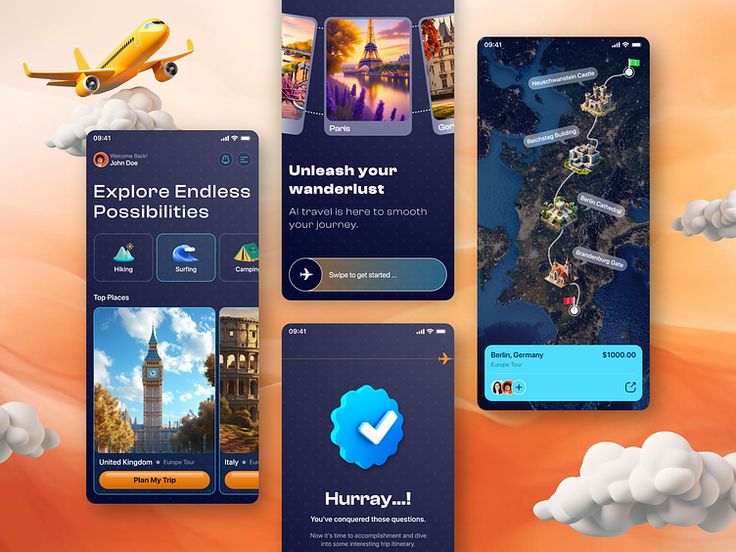 09:41
Welcome Back!
John Doe
Explore Endless
Possibilities
Hiking
Surfing
Camping
Top Places
United Kingdom
Europe Tour
Italy
Eur
Plan My Trip
Paris
Ger
Unleash your
wanderlust
AI travel is here to smooth
your journey.
Swipe to get started ...
09:41
Hurray...!
You've conquered those questions.
Now it's time to accomplishment and dive
into some interesting trip itinerary.
09:41
Neuschwanstein Castle
Reichstag Building
Berlin Cathedral
Brandenburg Gate
Berlin, Germany
$1000.00
Europe Tour